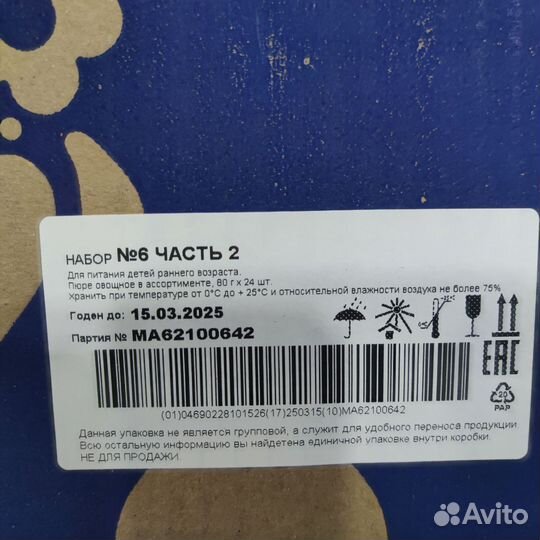 НАБОР №6 ЧАСТЬ 2
Для питания детей раннего возраста.
Пюре овощное в ассортименте, 80 г х 24 шт.
Хранить при температуре от 0°С до + 25°С и относительной влажности воздуха не более 75%
Годен до: 15.03.2025
Партия № MA62100642
EAC
20
PAP
(01)04690228101526(17)250315(10)MA62100642
Данная упаковка не является групповой, а служит для удобного переноса продукции.
Всю остальную информацию вы найдетена единичной упаковке внутри коробки.
НЕ ДЛЯ ПРОДАЖИ.
Avito